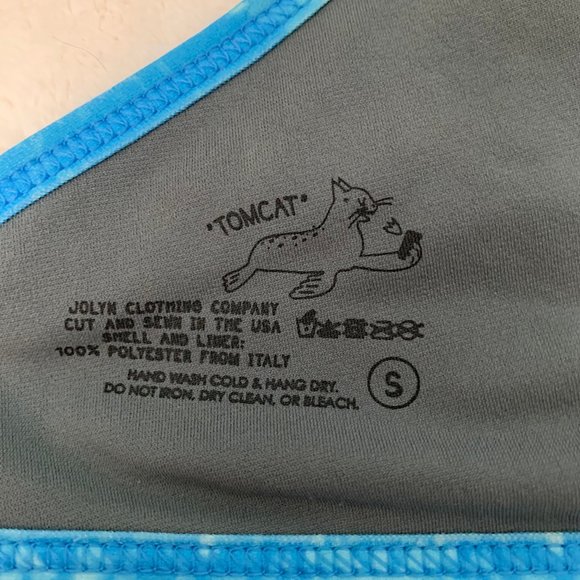 "TOMCAT"
JOLYN CLOTHING COMPANY
CUT AND SEWN IN THE USA
SHELL AND LINER:
100% POLYESTER FROM ITALY
HAND WASH COLD & HANG DRY.
DO NOT IRON, DRY CLEAN, OR BLEACH.
S